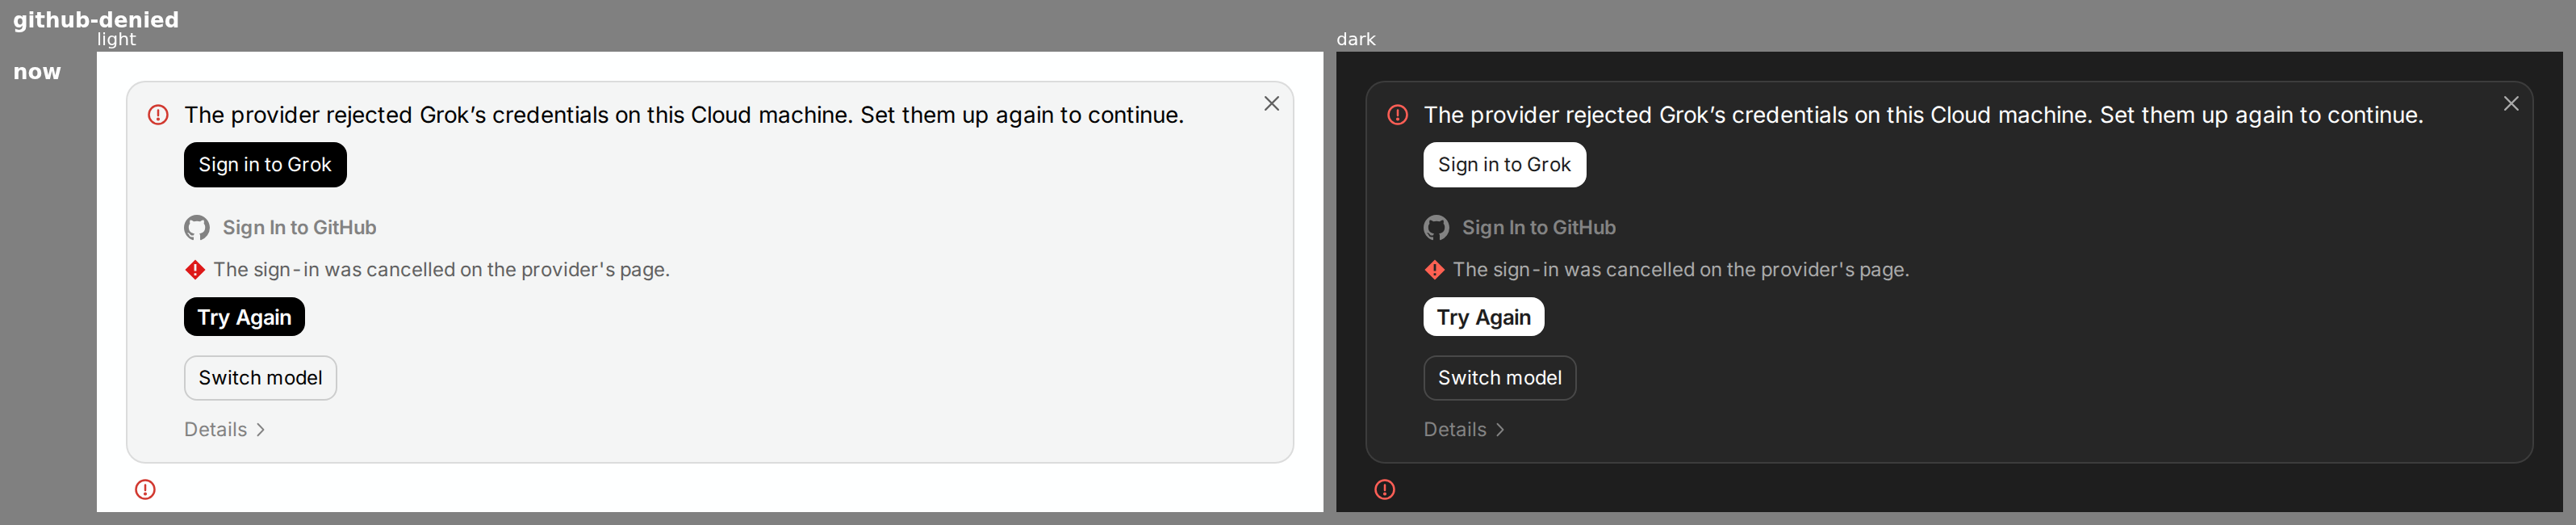 github-denied
light
dark
now
The provider rejected Grok’s credentials on this Cloud machine. Set them up again to continue.
Sign in to Grok
Sign In to GitHub
The sign-in was cancelled on the provider's page.
Try Again
Switch model
Details
The provider rejected Grok’s credentials on this Cloud machine. Set them up again to continue.
Sign in to Grok
Sign In to GitHub
The sign-in was cancelled on the provider's page.
Try Again
Switch model
Details